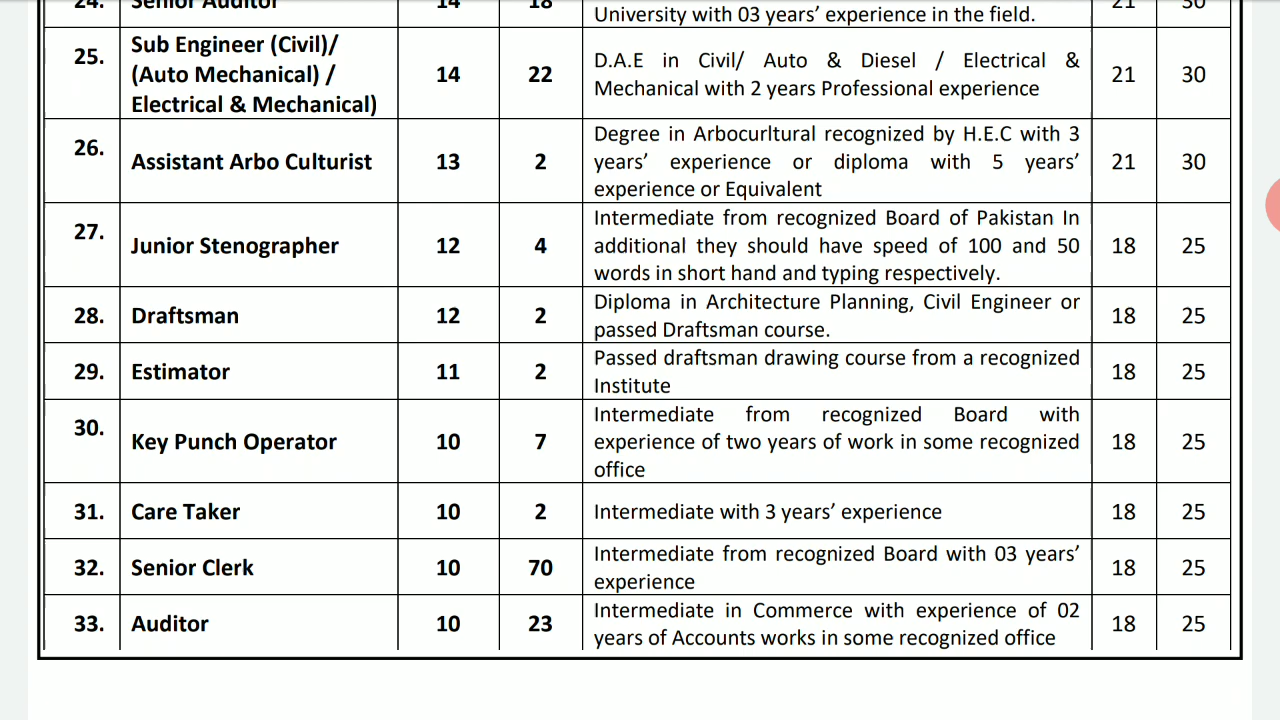 24. Senior Auditor 14 18 University with 03 years’ experience in the field. 21 30
25. Sub Engineer (Civil)/
(Auto Mechanical) /
Electrical & Mechanical) 14 22 D.A.E in Civil/ Auto & Diesel / Electrical &
Mechanical with 2 years Professional experience 21 30
26. Assistant Arbo Culturist 13 2 Degree in Arbocurltural recognized by H.E.C with 3
years’ experience or diploma with 5 years’
experience or Equivalent 21 30
27. Junior Stenographer 12 4 Intermediate from recognized Board of Pakistan In
additional they should have speed of 100 and 50
words in short hand and typing respectively. 18 25
28. Draftsman 12 2 Diploma in Architecture Planning, Civil Engineer or
passed Draftsman course. 18 25
29. Estimator 11 2 Passed draftsman drawing course from a recognized
Institute 18 25
30. Key Punch Operator 10 7 Intermediate from recognized Board with
experience of two years of work in some recognized
office 18 25
31. Care Taker 10 2 Intermediate with 3 years’ experience 18 25
32. Senior Clerk 10 70 Intermediate from recognized Board with 03 years’
experience 18 25
33. Auditor 10 23 Intermediate in Commerce with experience of 02
years of Accounts works in some recognized office 18 25